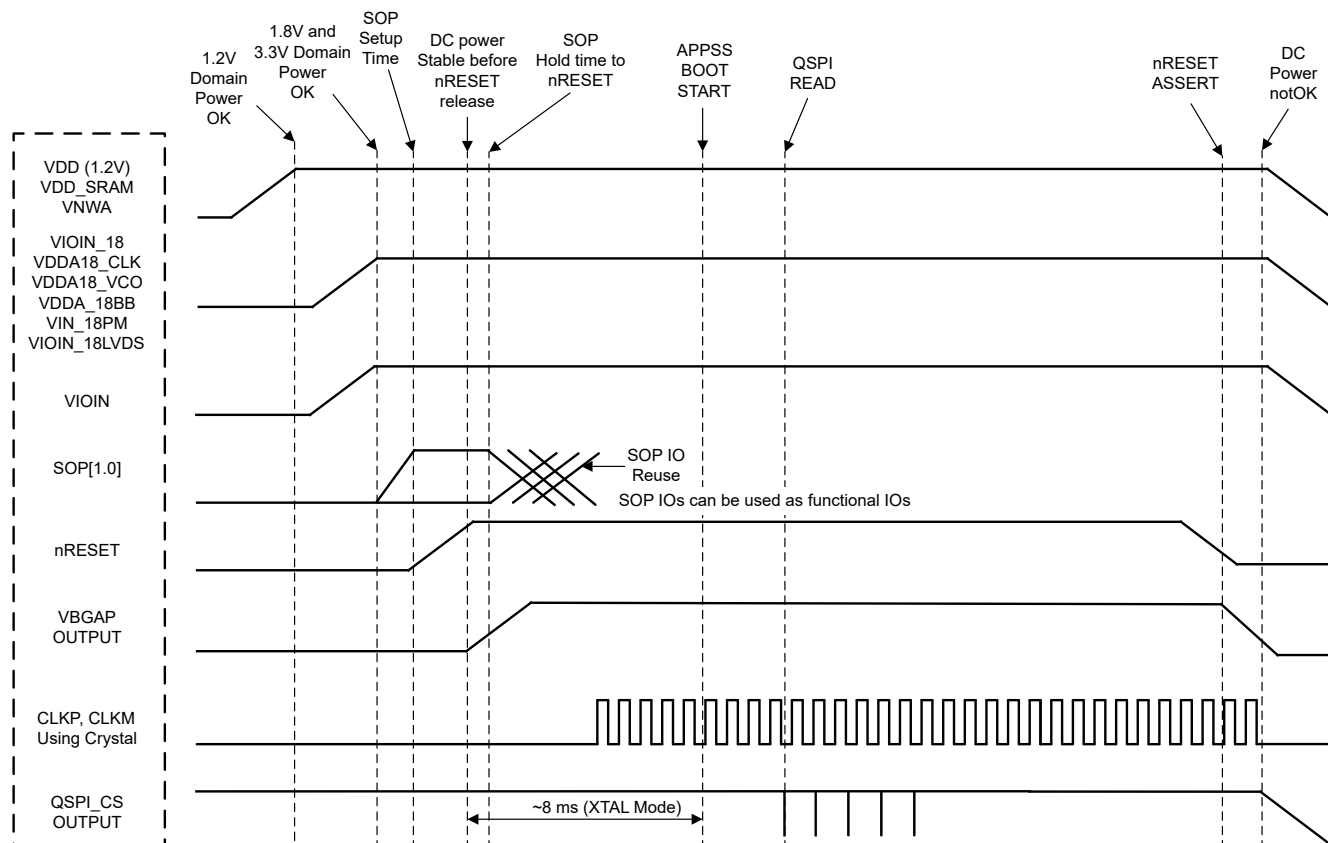 1.2V
Domain
Power
OK
1.8V and
3.3V Domain
Power
OK
SOP
Setup
Time
DC power
Stable before
nRESET
release
SOP
Hold time to
nRESET
APPSS
BOOT
START
QSPI
READ
nRESET
ASSERT
DC
Power
notOK
VDD (1.2V)
VDD_SRAM
VNWA
VIOIN_18
VDDA18_CLK
VDDA18_VCO
VDDA_18BB
VIN_18PM
VIOIN_18LVDS
VIOIN
SOP[1.0]
SOP IO
Reuse
SOP IOs can be used as functional IOs
nRESET
VBGAP
OUTPUT
CLKP, CLKM
Using Crystal
QSPI_CS
OUTPUT
~8 ms (XTAL Mode)